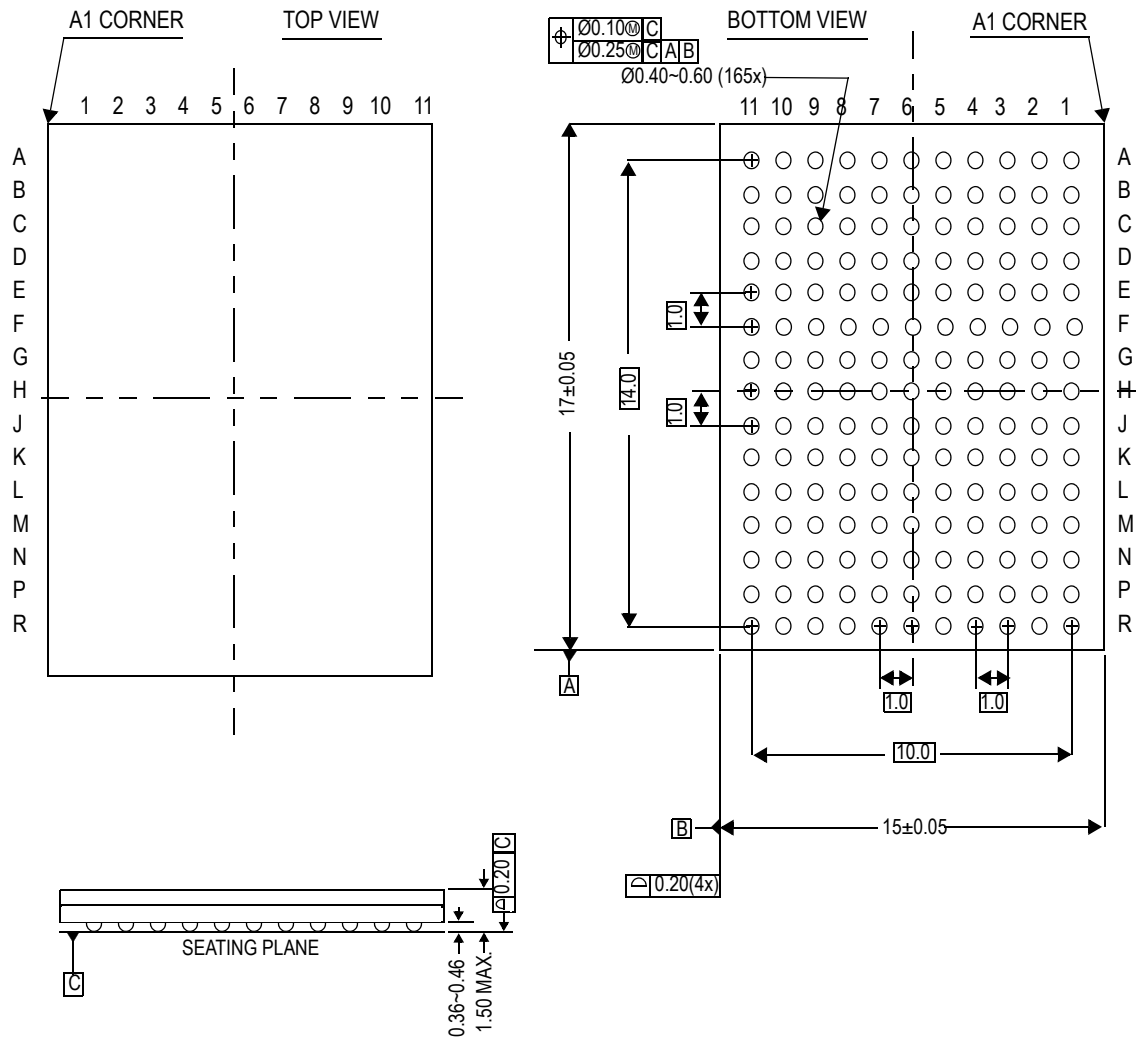 A1 CORNER
TOP VIEW
1 2 3 4 5 6 7 8 9 10 11
A
B
C
D
E
F
G
H
J
K
L
M
N
P
R
Ø0.10Ⓜ C
Ø0.25Ⓜ C A B
Ø0.40~0.60 (165x)
BOTTOM VIEW
A1 CORNER
11 10 9 8 7 6 5 4 3 2 1
A
B
C
D
E
F
G
H
J
K
L
M
N
P
R
17±0.05
14.0
1.0
1.0
A
1.0
1.0
10.0
B
15±0.05
0.20(4x)
0.20 C
SEATING PLANE
C
0.36~0.46
1.50 MAX.